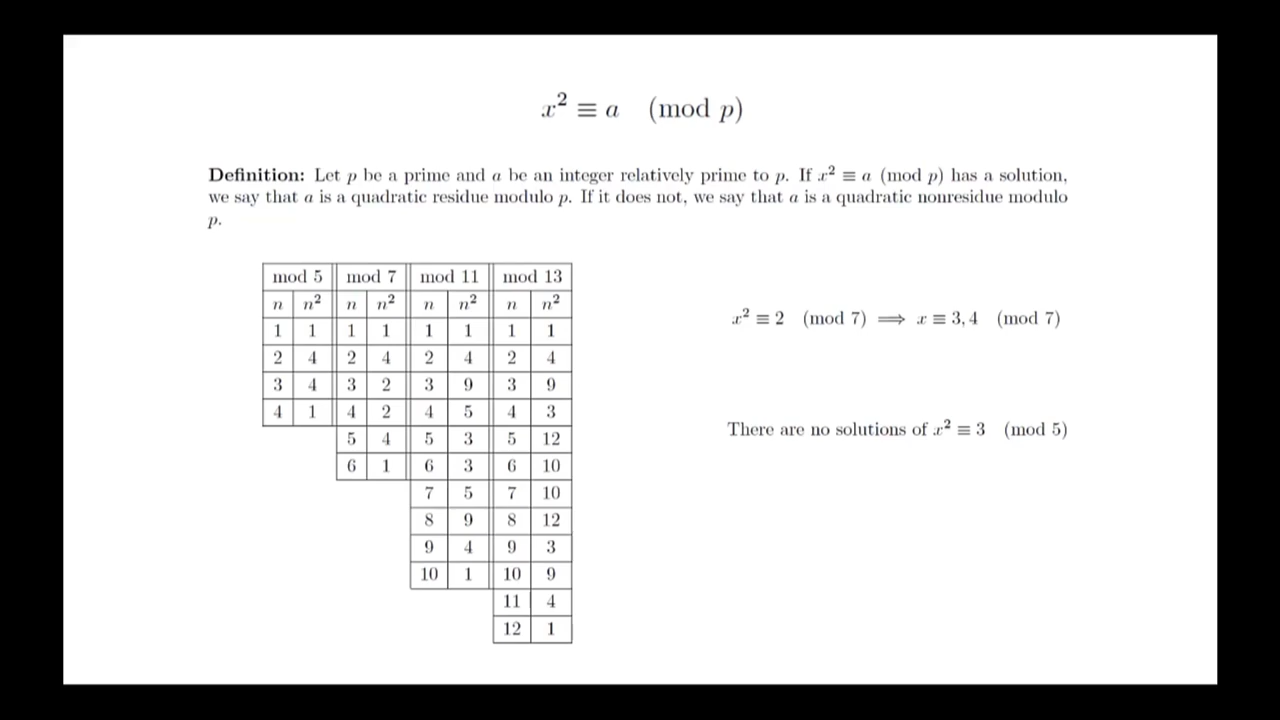 x² ≡ a (mod p)
Definition: Let p be a prime and a be an integer relatively prime to p. If x² ≡ a (mod p) has a solution,
we say that a is a quadratic residue modulo p. If it does not, we say that a is a quadratic nonresidue modulo
p.
mod 5 mod 7 mod 11 mod 13
n n² n n² n n² n n²
1 1 1 1 1 1 1 1
2 4 2 4 2 4 2 4
3 4 3 2 3 9 3 9
4 1 4 2 4 5 4 3
5 4 5 3 5 12
6 1 6 3 6 10
7 5 7 10
8 9 8 12
9 4 9 3
10 1 10 9
11 4
12 1
x² ≡ 2 (mod 7) ⟹ x ≡ 3, 4 (mod 7)
There are no solutions of x² ≡ 3 (mod 5)